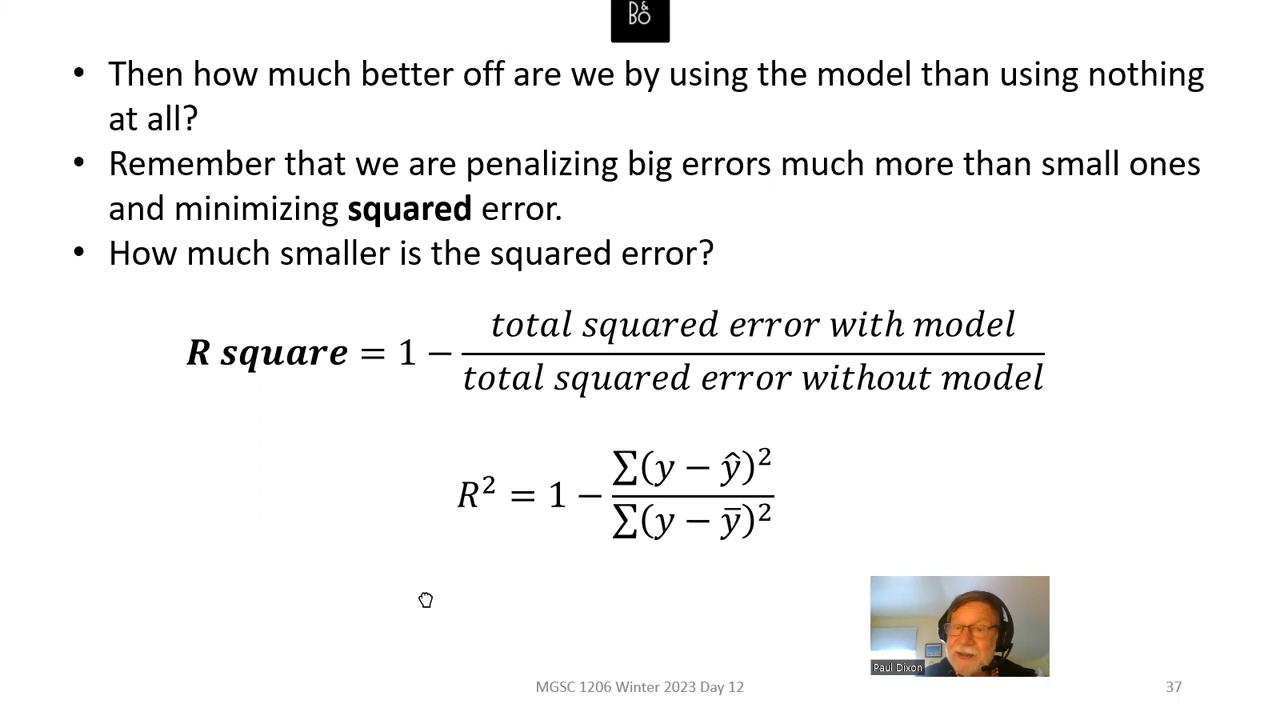 B&O
• Then how much better off are we by using the model than using nothing
at all?
• Remember that we are penalizing big errors much more than small ones
and minimizing squared error.
• How much smaller is the squared error?
R square = 1 − total squared error with model / total squared error without model
R² = 1 − ∑(y − ŷ)² / ∑(y − ȳ)²
Paul Dixon
MGSC 1206 Winter 2023 Day 12
37